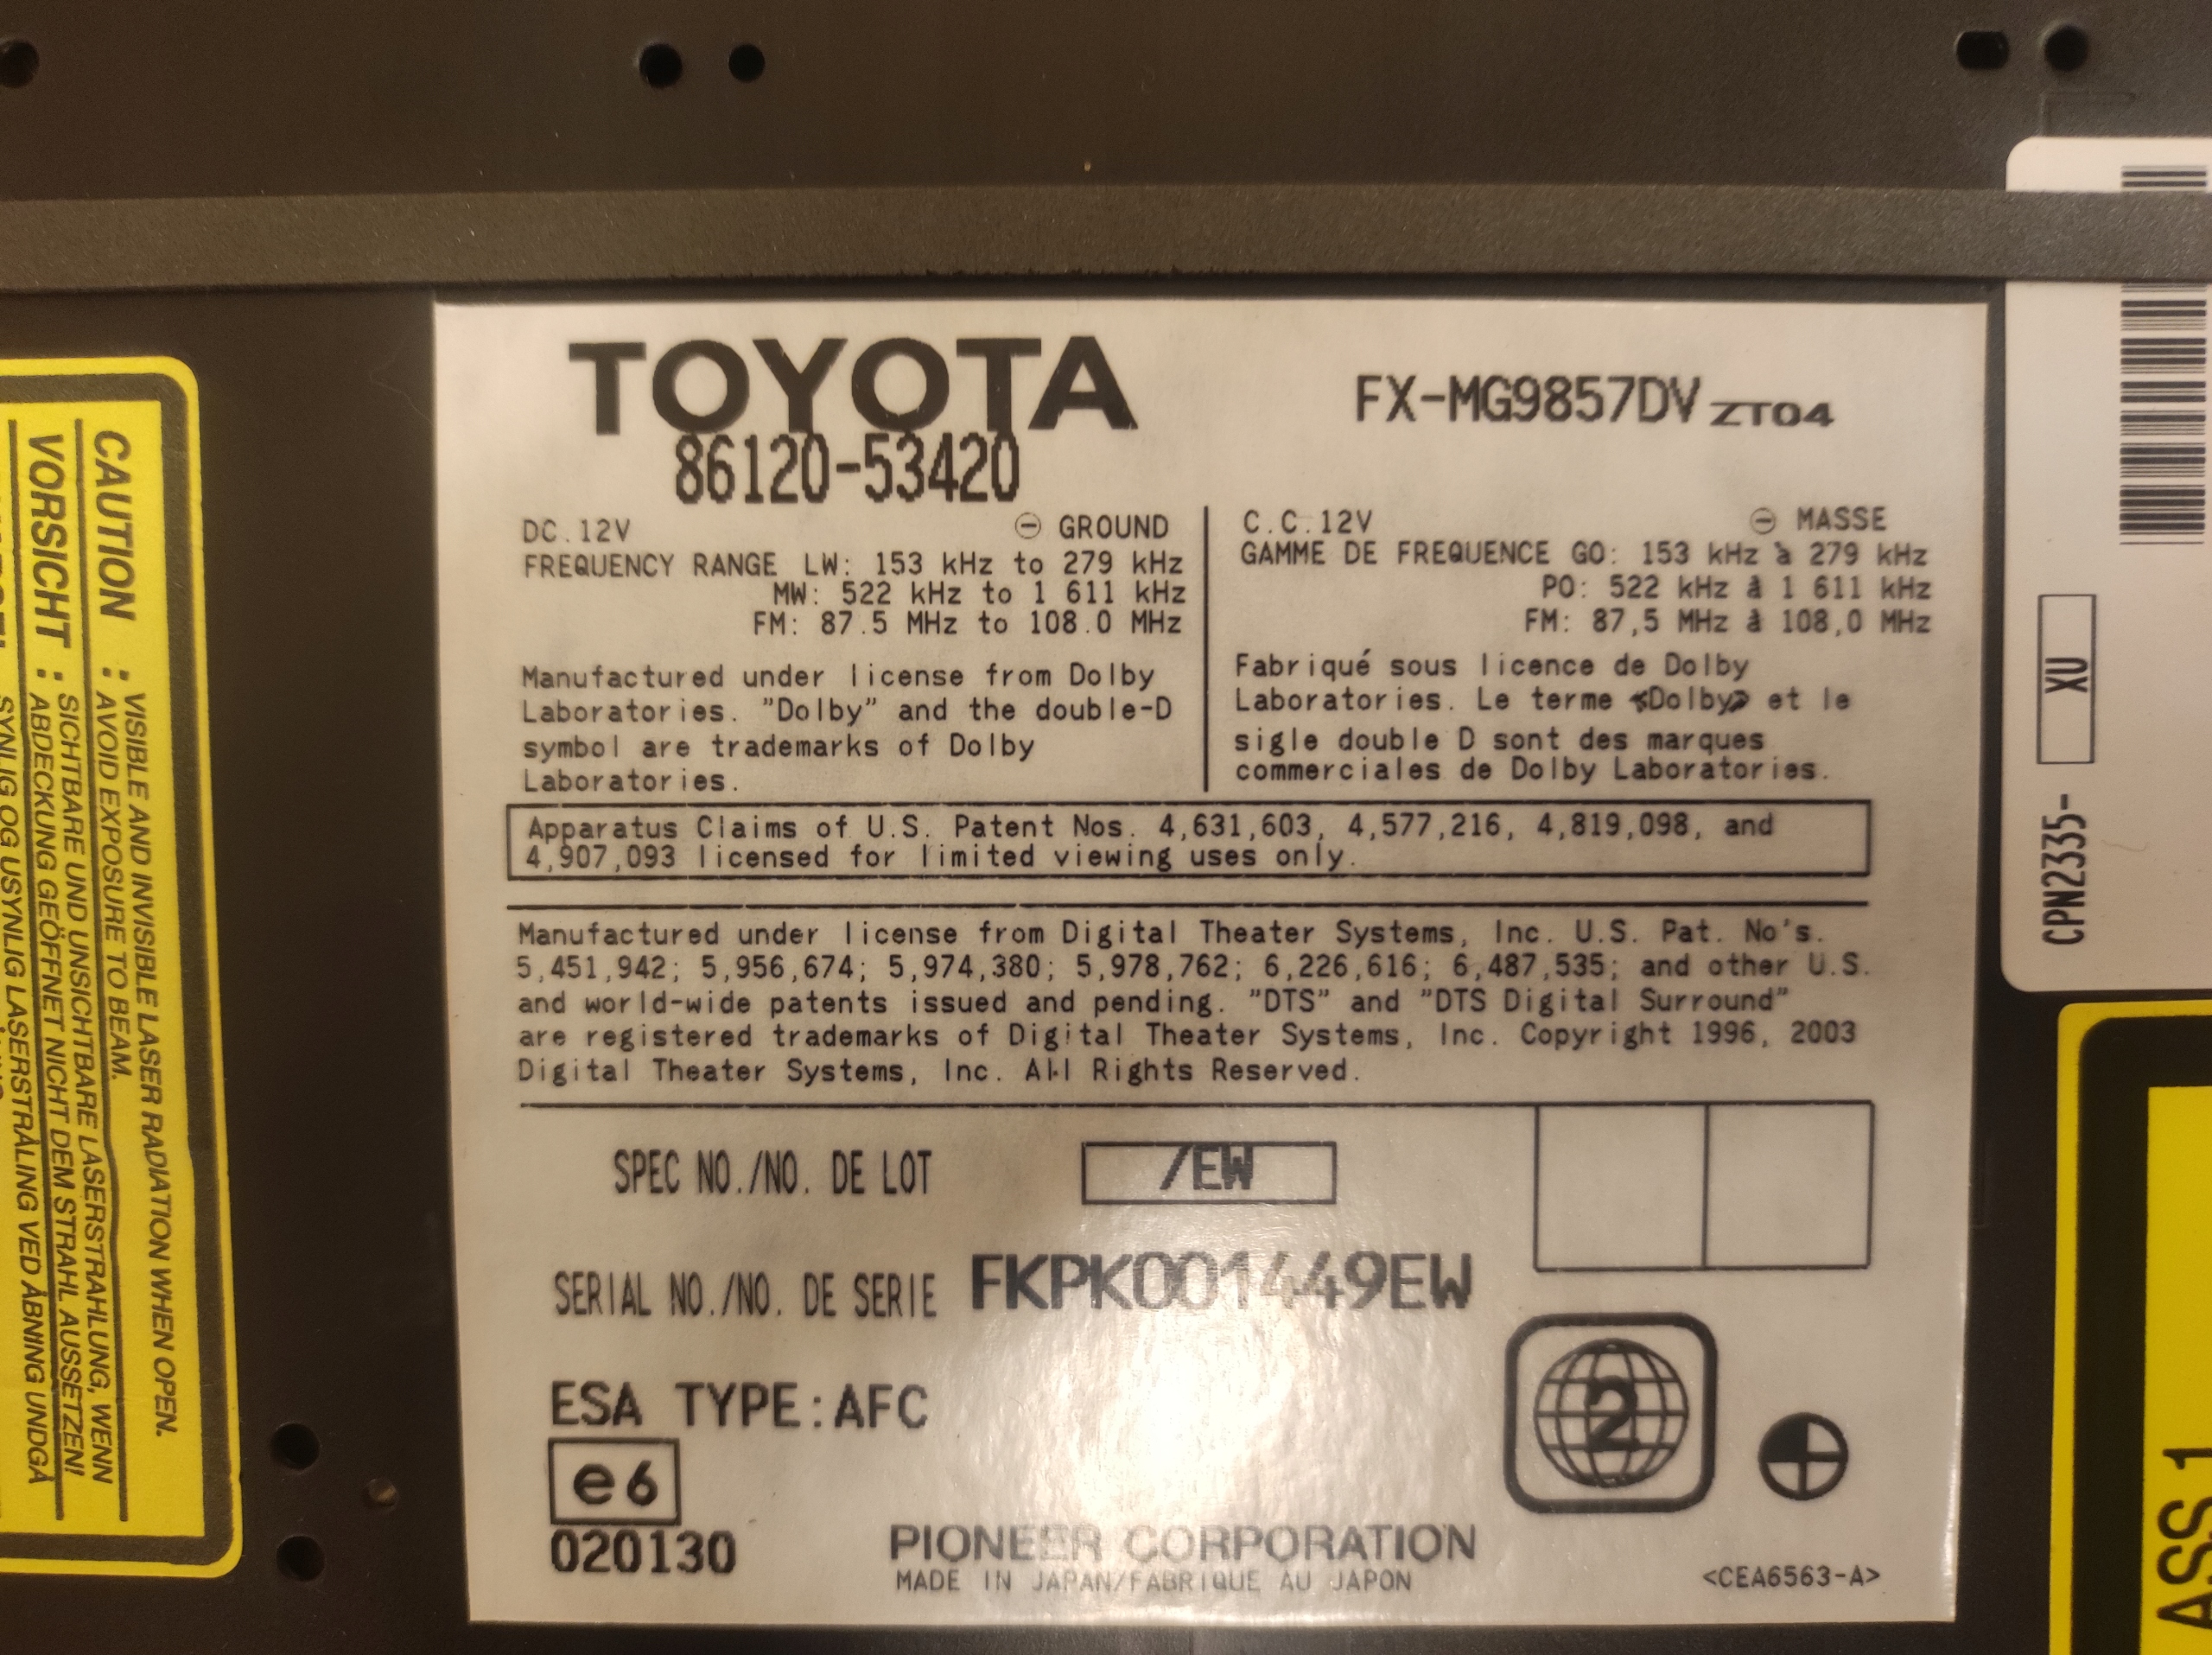 TOYOTA
86120-53420
FX-MG9857DV ZT04
DC.12V ⊖ GROUND
FREQUENCY RANGE LW: 153 kHz to 279 kHz
MW: 522 kHz to 1 611 kHz
FM: 87.5 MHz to 108.0 MHz
Manufactured under license from Dolby
Laboratories. "Dolby" and the double-D
symbol are trademarks of Dolby
Laboratories.
C.C.12V ⊖ MASSE
GAMME DE FREQUENCE GO: 153 kHz à 279 kHz
PO: 522 kHz à 1 611 kHz
FM: 87,5 MHz à 108,0 MHz
Fabriqué sous licence de Dolby
Laboratories. Le terme «Dolby» et le
sigle double D sont des marques
commerciales de Dolby Laboratories.
Apparatus Claims of U.S. Patent Nos. 4,631,603, 4,577,216, 4,819,098, and
4,907,093 licensed for limited viewing uses only.
Manufactured under license from Digital Theater Systems, Inc. U.S. Pat. No's.
5,451,942; 5,956,674; 5,974,380; 5,978,762; 6,226,616; 6,487,535; and other U.S.
and world-wide patents issued and pending. "DTS" and "DTS Digital Surround"
are registered trademarks of Digital Theater Systems, Inc. Copyright 1996, 2003
Digital Theater Systems, Inc. All Rights Reserved.
SPEC NO./NO. DE LOT /EW
SERIAL NO./NO. DE SERIE FKPK001449EW
ESA TYPE:AFC
e6
020130
2
PIONEER CORPORATION
MADE IN JAPAN/FABRIQUE AU JAPON
<CEA6563-A>
CAUTION : VISIBLE AND INVISIBLE LASER RADIATION WHEN OPEN.
AVOID EXPOSURE TO BEAM.
VORSICHT : SICHTBARE UND UNSICHTBARE LASERSTRAHLUNG, WENN
ABDECKUNG GEÖFFNET NICHT DEM STRAHL AUSSETZEN!
SYNLIG OG USYNLIG LASERSTRÅLING VED ÅBNING UNDGÅ
CPN2335- XU
ASS 1